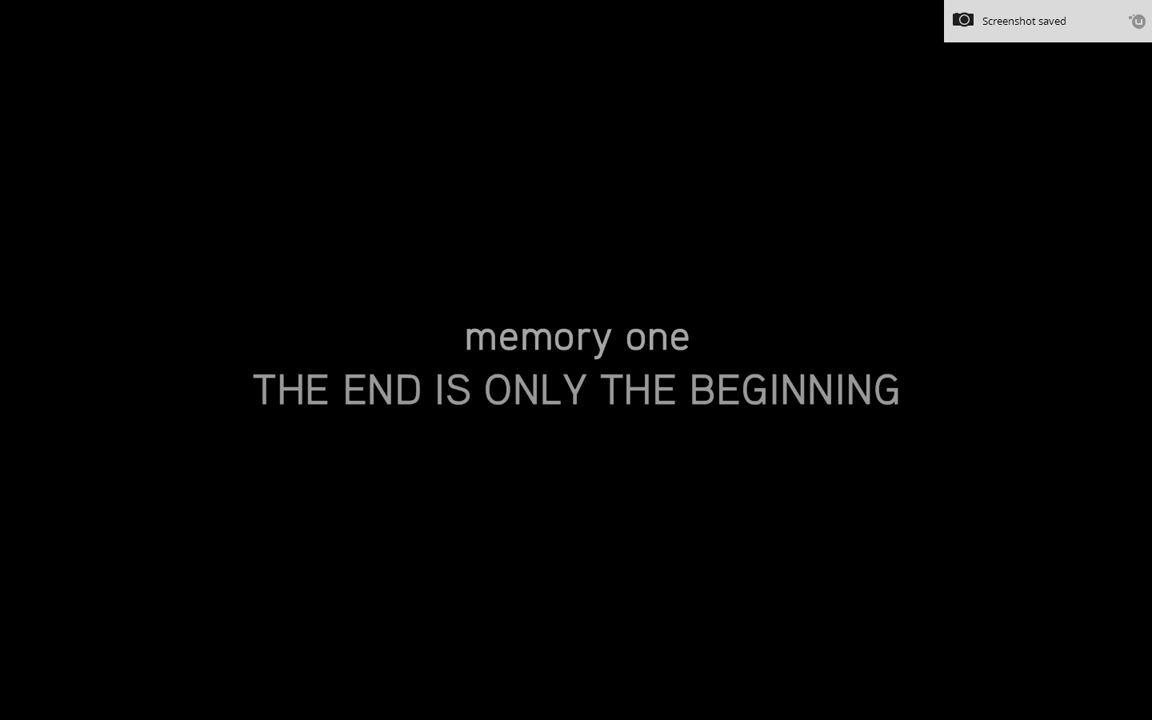 Screenshot saved
memory one
THE END IS ONLY THE BEGINNING